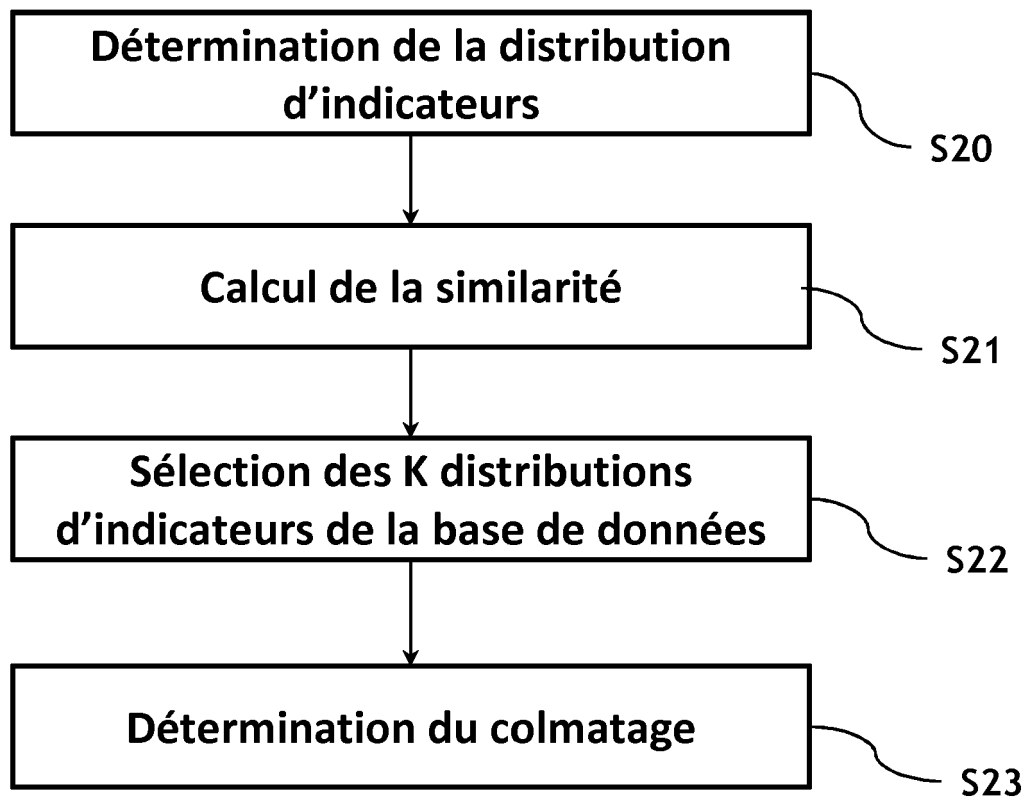 Détermination de la distribution
d’indicateurs
S20
Calcul de la similarité
S21
Sélection des K distributions
d’indicateurs de la base de données
S22
Détermination du colmatage
S23